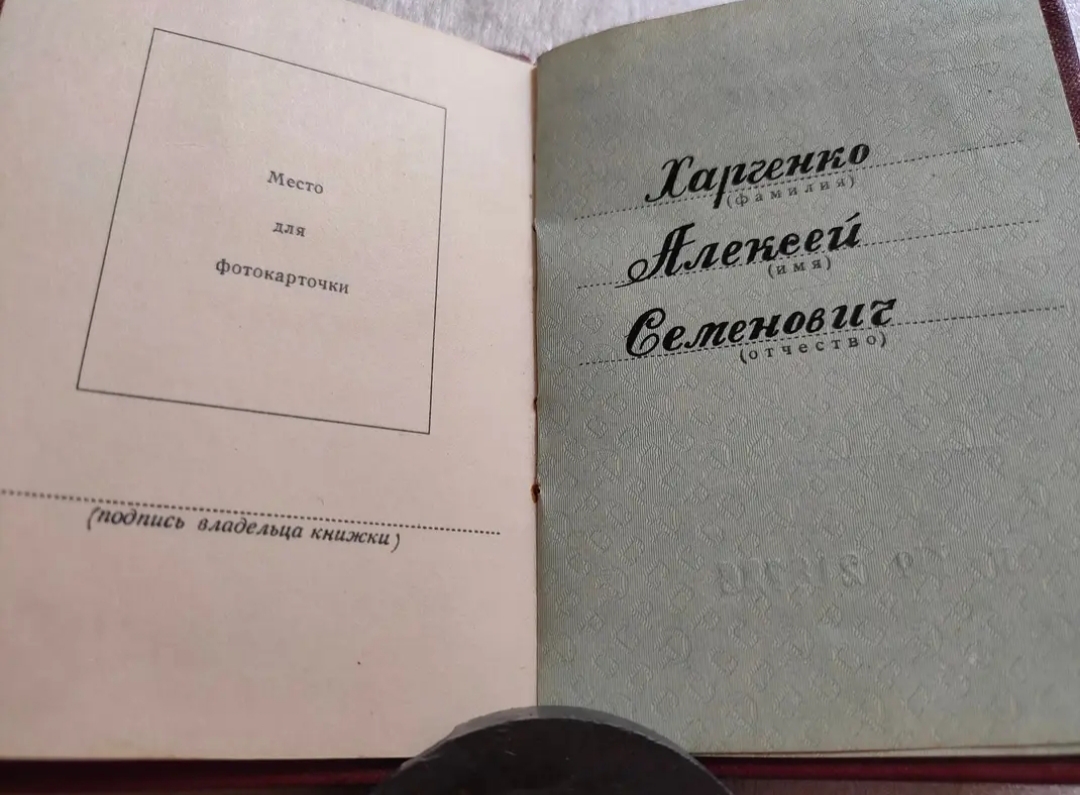 Место
для
фотокарточки
(подпись владельца книжки)
Харченко
(фамилия)
Алексей
(имя)
Семенович
(отчество)